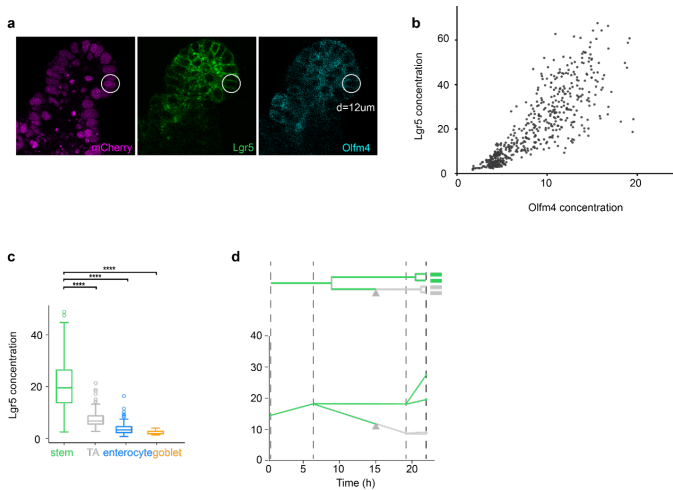 a
mCherry
Lgr5
d=12um
Olfm4
b
Lgr5 concentration
60
40
20
0
0 10 20
Olfm4 concentration
c
****
****
****
Lgr5 concentration
40
20
0
stem TA enterocyte goblet
d
40
30
20
10
0
0 5 10 15 20
Time (h)